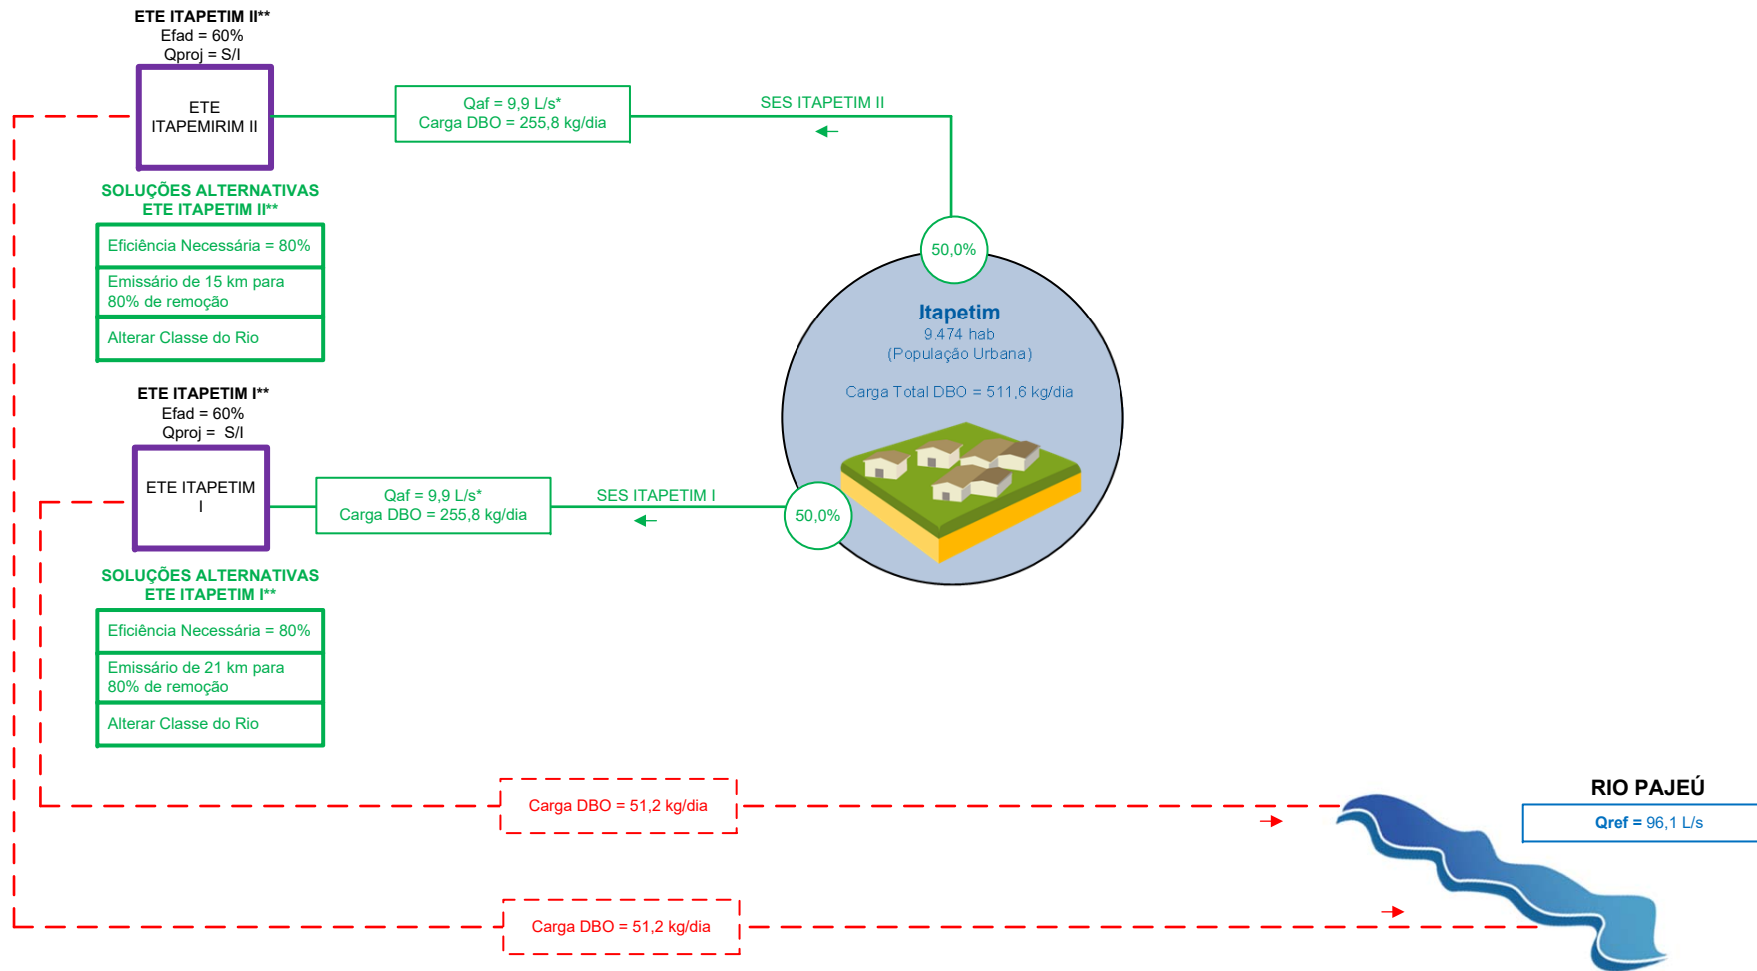 ETE ITAPETIM II**
Efad = 60%
Qproj = S/I
ETE
ITAPEMIRIM II
Qaf = 9,9 L/s*
Carga DBO = 255,8 kg/dia
SES ITAPETIM II
SOLUÇÕES ALTERNATIVAS
ETE ITAPETIM II**
Eficiência Necessária = 80%
Emissário de 15 km para
80% de remoção
Alterar Classe do Rio
50,0%
Itapetim
9.474 hab
(População Urbana)
Carga Total DBO = 511,6 kg/dia
ETE ITAPETIM I**
Efad = 60%
Qproj = S/I
ETE ITAPETIM
I
Qaf = 9,9 L/s*
Carga DBO = 255,8 kg/dia
SES ITAPETIM I
50,0%
SOLUÇÕES ALTERNATIVAS
ETE ITAPETIM I**
Eficiência Necessária = 80%
Emissário de 21 km para
80% de remoção
Alterar Classe do Rio
Carga DBO = 51,2 kg/dia
RIO PAJEÚ
Qref = 96,1 L/s
Carga DBO = 51,2 kg/dia